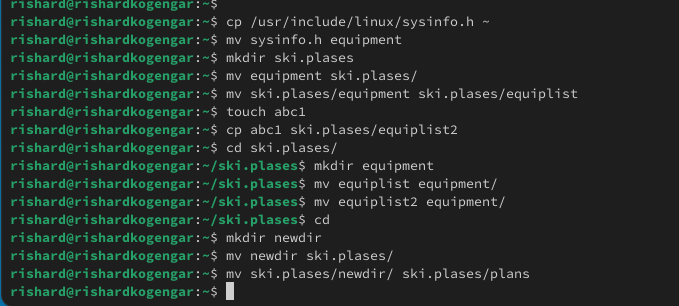 rishard@rishardkogengar:~$
rishard@rishardkogengar:~$ cp /usr/include/linux/sysinfo.h ~
rishard@rishardkogengar:~$ mv sysinfo.h equipment
rishard@rishardkogengar:~$ mkdir ski.plases
rishard@rishardkogengar:~$ mv equipment ski.plases/
rishard@rishardkogengar:~$ mv ski.plases/equipment ski.plases/equiplist
rishard@rishardkogengar:~$ touch abc1
rishard@rishardkogengar:~$ cp abc1 ski.plases/equiplist2
rishard@rishardkogengar:~$ cd ski.plases/
rishard@rishardkogengar:~/ski.plases$ mkdir equipment
rishard@rishardkogengar:~/ski.plases$ mv equiplist equipment/
rishard@rishardkogengar:~/ski.plases$ mv equiplist2 equipment/
rishard@rishardkogengar:~/ski.plases$ cd
rishard@rishardkogengar:~$ mkdir newdir
rishard@rishardkogengar:~$ mv newdir ski.plases/
rishard@rishardkogengar:~$ mv ski.plases/newdir/ ski.plases/plans
rishard@rishardkogengar:~$